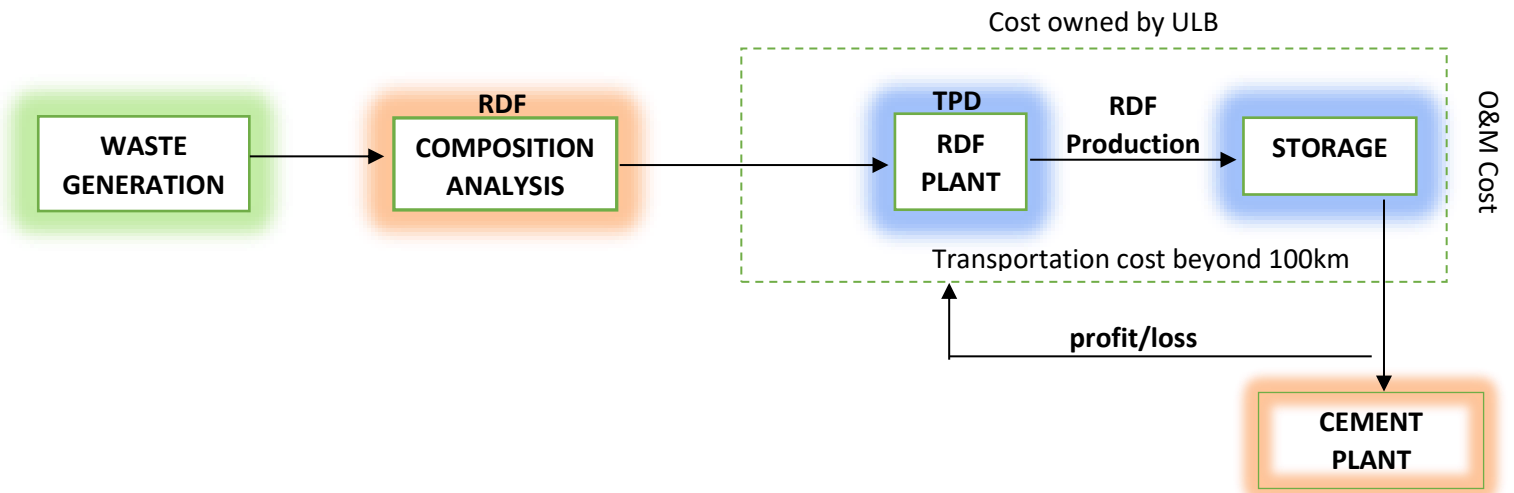 Cost owned by ULB
WASTE
GENERATION
RDF
COMPOSITION
ANALYSIS
TPD
RDF
PLANT
RDF
Production
STORAGE
O&M Cost
Transportation cost beyond 100km
profit/loss
CEMENT
PLANT